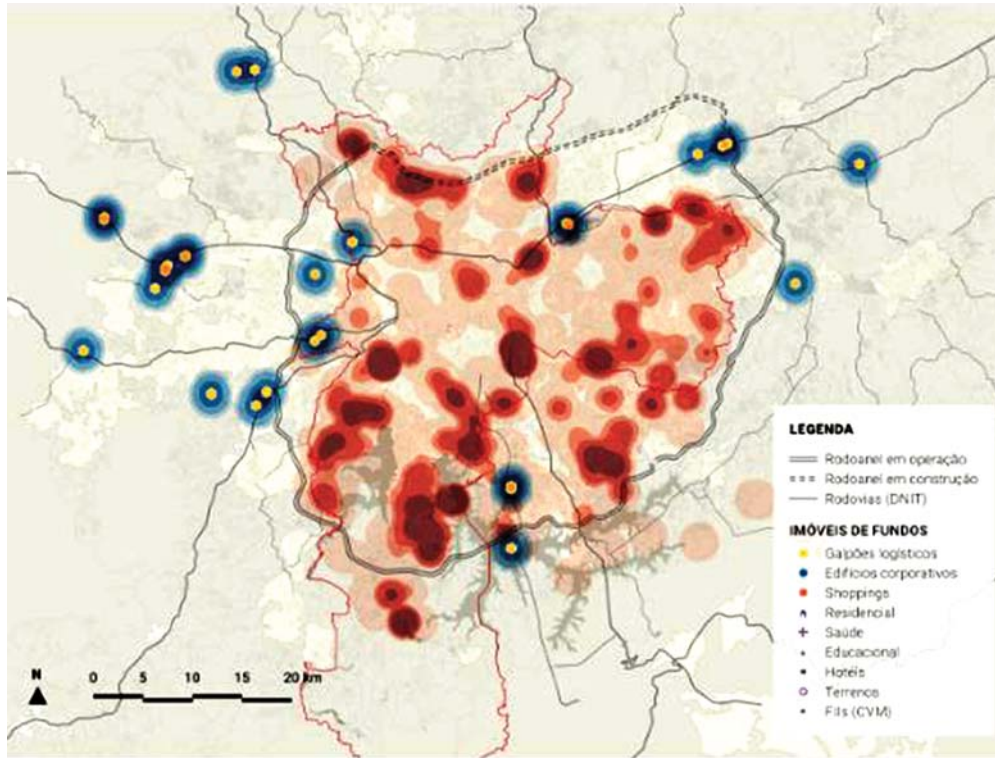 LEGENDA
Rodoanel em operação
Rodoanel em construção
Rodovias (DNIT)
IMÓVEIS DE FUNDOS
Galpões logísticos
Edifícios corporativos
Shoppings
Residencial
Saúde
Educacional
Hotéis
Terrenos
FIIs (CVM)
N
0 5 10 15 20 km